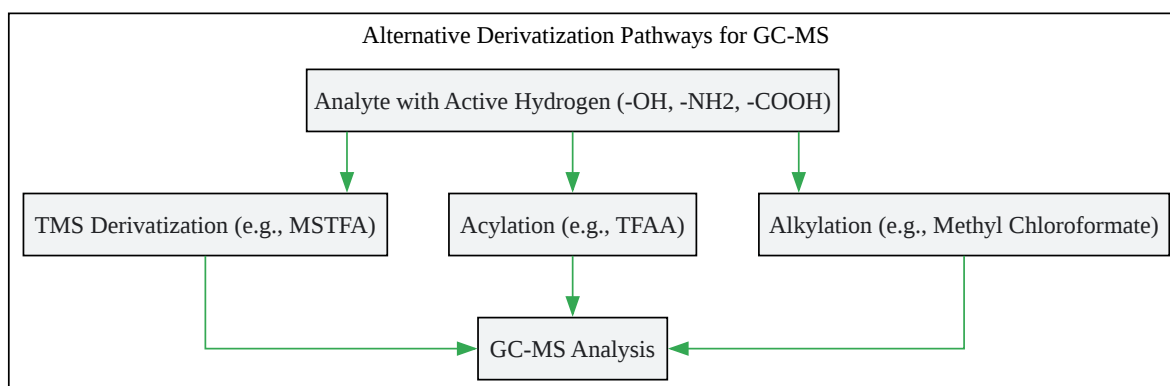 Alternative Derivatization Pathways for GC-MS
Analyte with Active Hydrogen (-OH, -NH2, -COOH)
TMS Derivatization (e.g., MSTFA)
Acylation (e.g., TFAA)
Alkylation (e.g., Methyl Chloroformate)
GC-MS Analysis